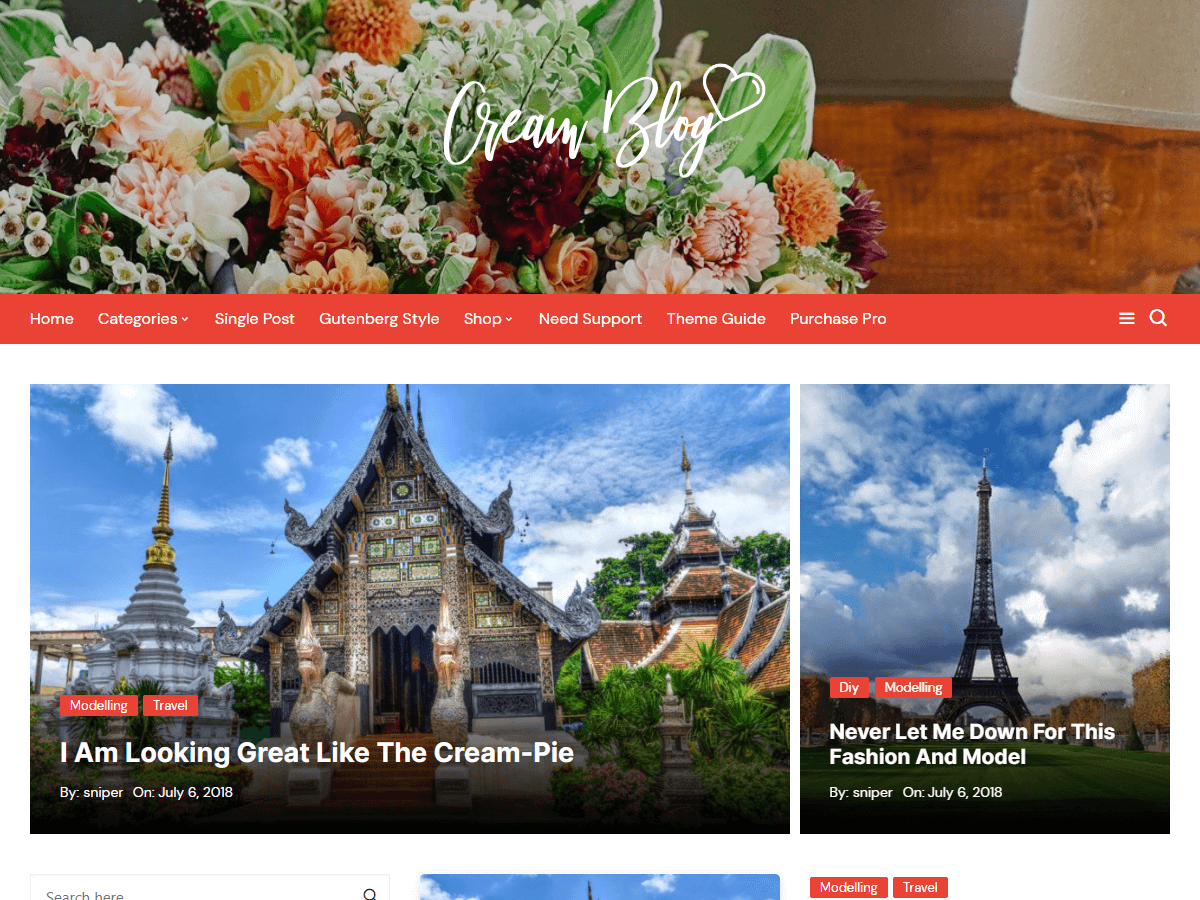 Cream Blog
Home Categories Single Post Gutenberg Style Shop Need Support Theme Guide Purchase Pro
Modelling Travel
I Am Looking Great Like The Cream-Pie
By: sniper On: July 6, 2018
Diy Modelling
Never Let Me Down For This
Fashion And Model
By: sniper On: July 6, 2018
Search here
Modelling Travel